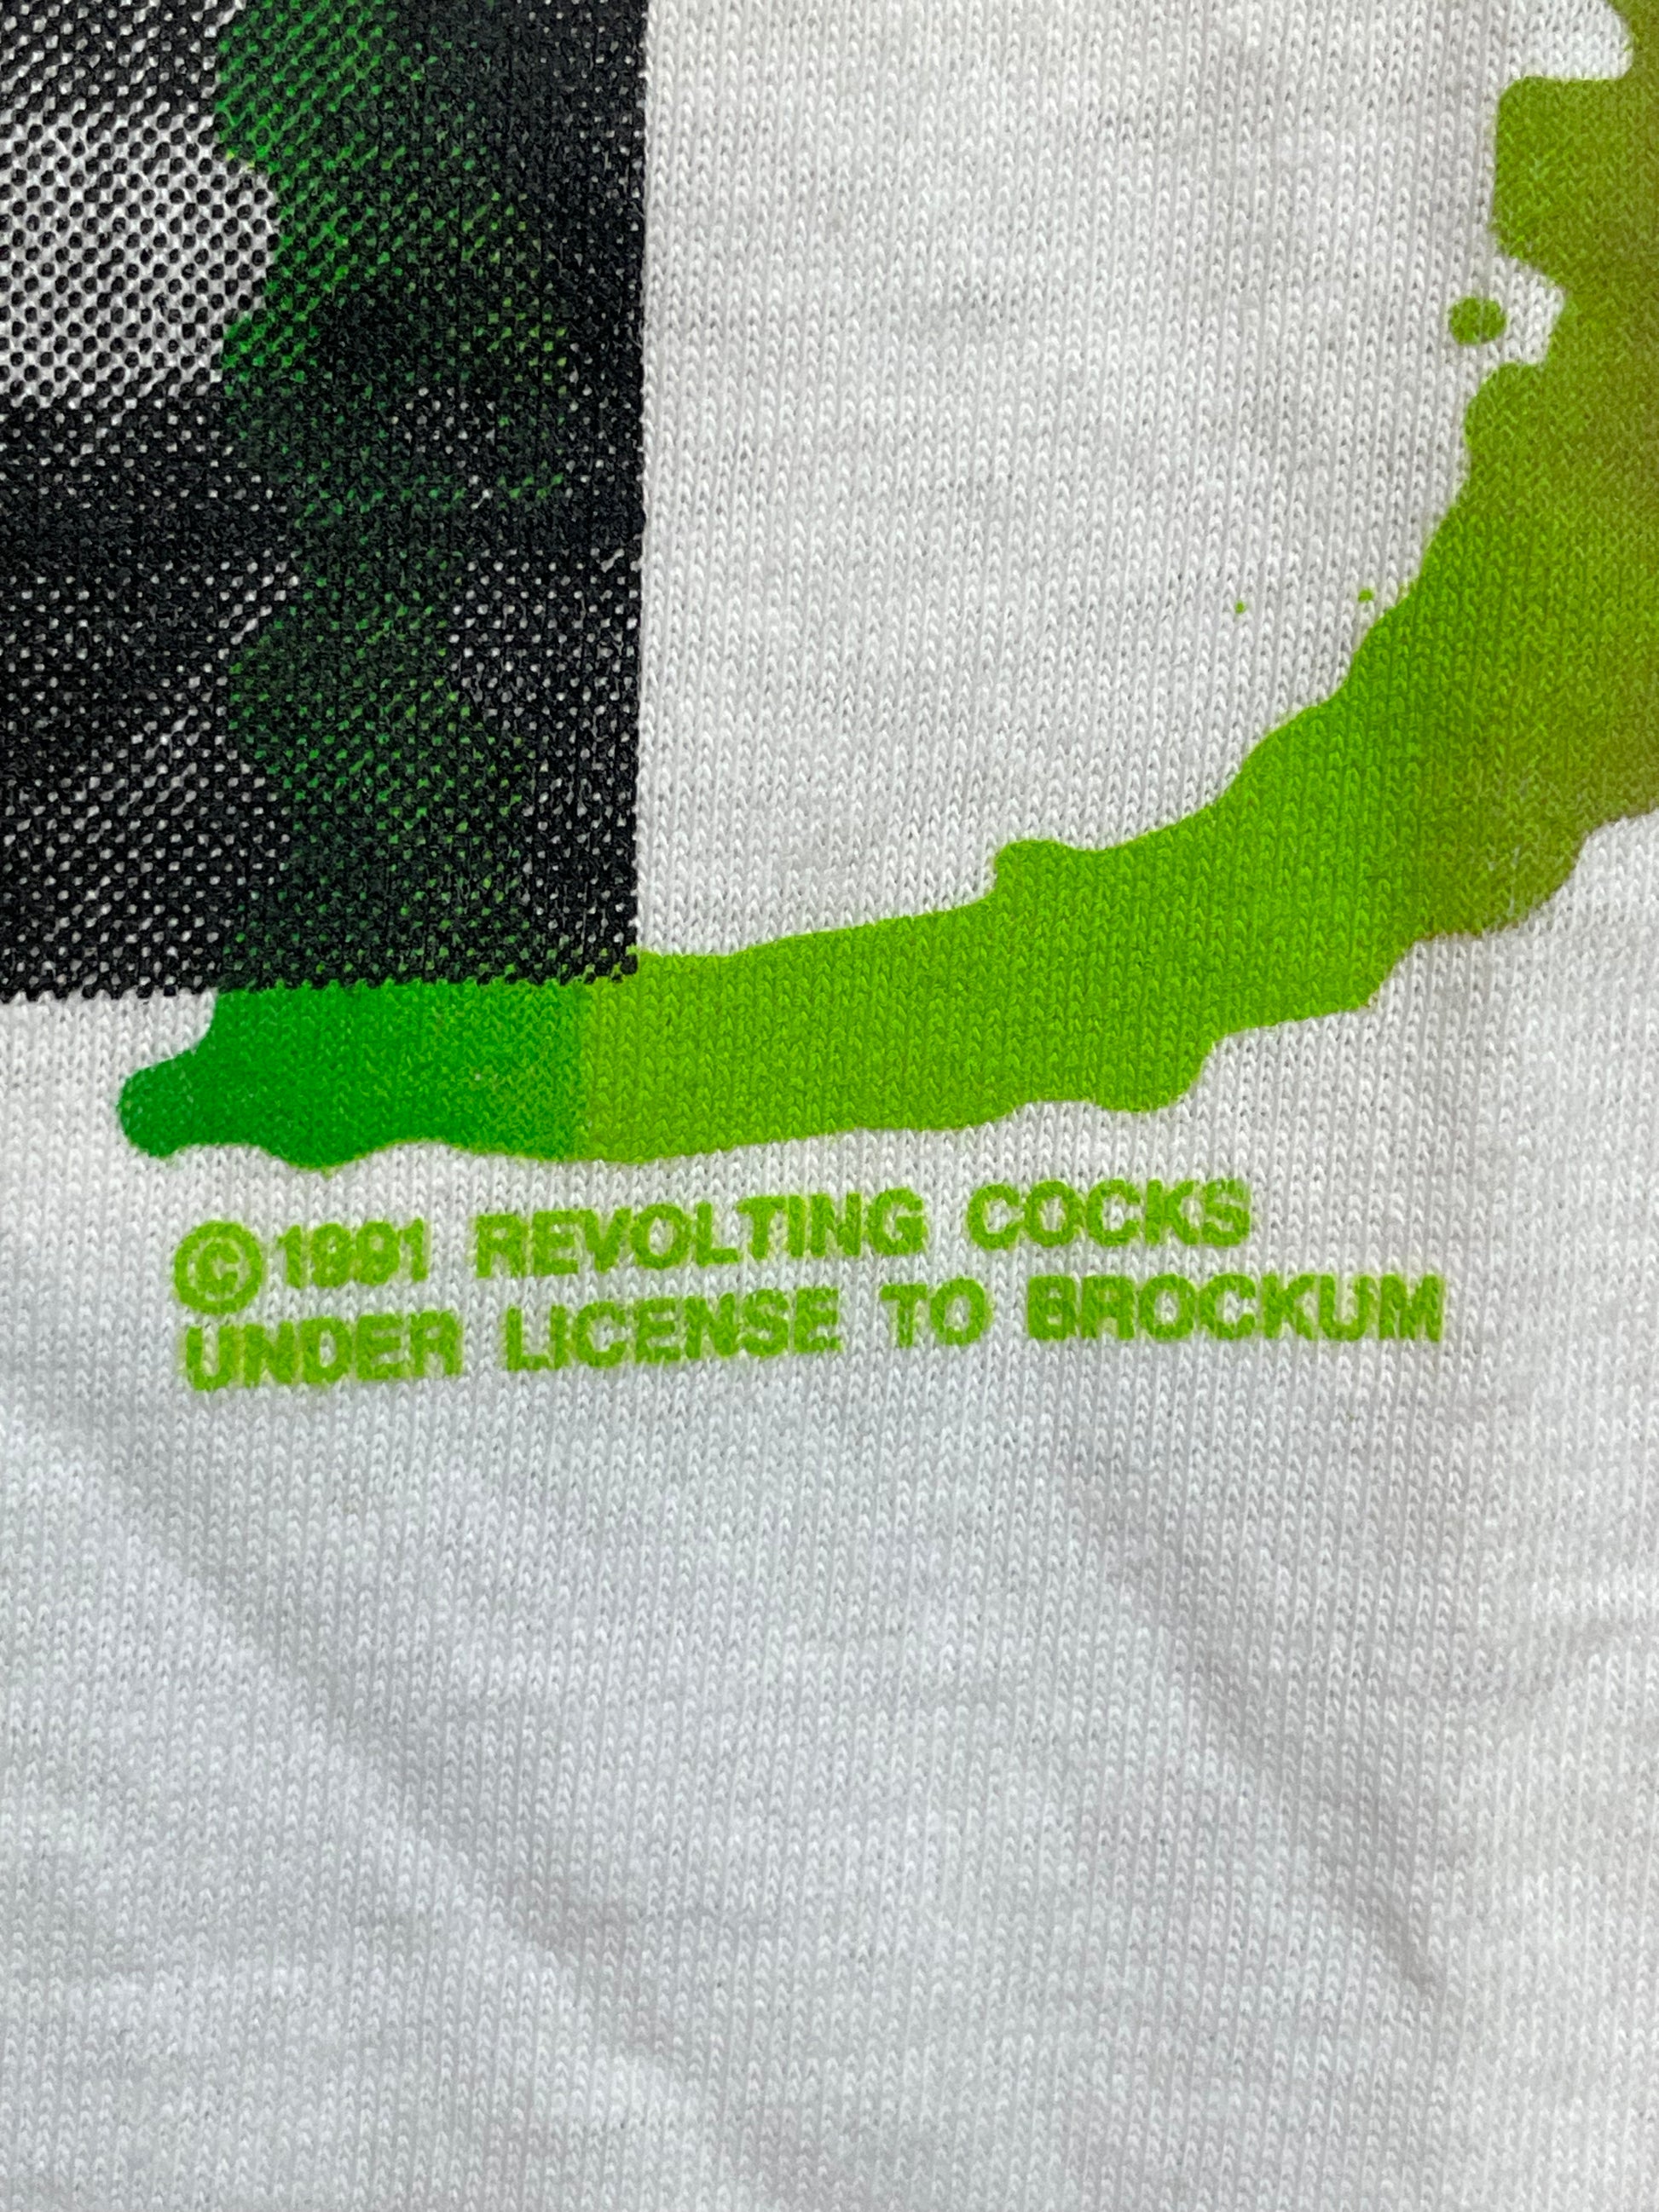 ©1991 REVOLTING COCKS
UNDER LICENSE TO BROCKUM